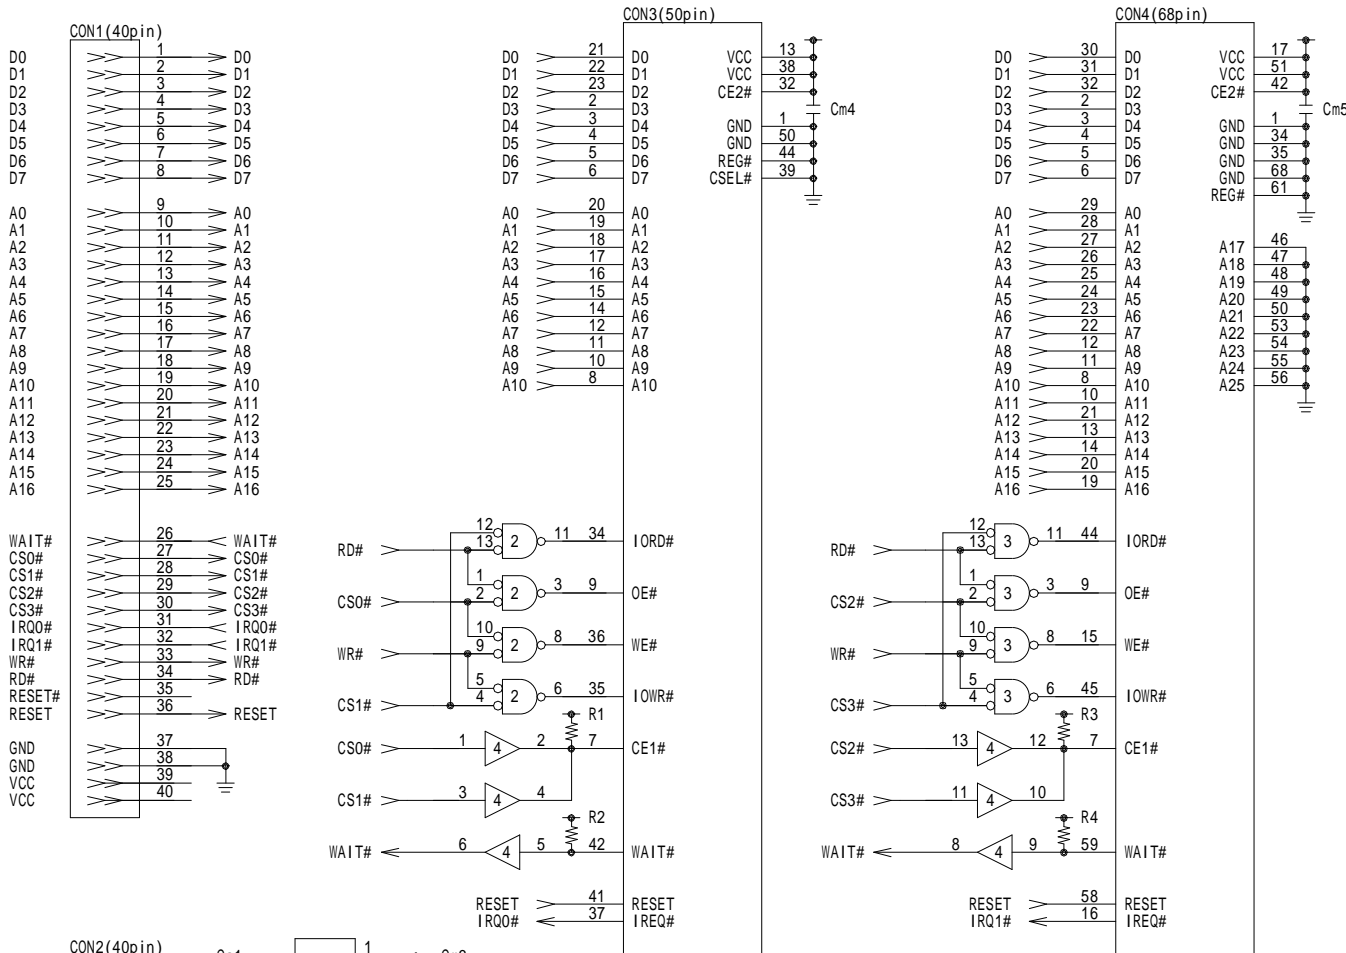 CON1(40pin)
D0 1 D0
D1 2 D1
D2 3 D2
D3 4 D3
D4 5 D4
D5 6 D5
D6 7 D6
D7 8 D7
A0 9 A0
A1 10 A1
A2 11 A2
A3 12 A3
A4 13 A4
A5 14 A5
A6 15 A6
A7 16 A7
A8 17 A8
A9 18 A9
A10 19 A10
A11 20 A11
A12 21 A12
A13 22 A13
A14 23 A14
A15 24 A15
A16 25 A16
WAIT# 26 WAIT#
CS0# 27 CS0#
CS1# 28 CS1#
CS2# 29 CS2#
CS3# 30 CS3#
IRQ0# 31 IRQ0#
IRQ1# 32 IRQ1#
WR# 33 WR#
RD# 34 RD#
RESET# 35
RESET 36 RESET
GND 37
GND 38
VCC 39
VCC 40
CON3(50pin)
D0 21 D0
D1 22 D1
D2 23 D2
D3 2 D3
D4 3 D4
D5 4 D5
D6 5 D6
D7 6 D7
A0 20 A0
A1 19 A1
A2 18 A2
A3 17 A3
A4 16 A4
A5 15 A5
A6 14 A6
A7 12 A7
A8 11 A8
A9 10 A9
A10 8 A10
VCC 13
VCC 38
CE2# 32
Cm4
GND 1
GND 50
REG# 44
CSEL# 39
RD# 12 13 2 11 34 IORD#
CS0# 1 2 2 3 9 OE#
WR# 10 9 2 8 36 WE#
CS1# 5 4 2 6 35 IOWR#
R1
CS0# 1 4 2 7 CE1#
CS1# 3 4 4
R2
WAIT# 6 4 5 42 WAIT#
RESET 41 RESET
IRQ0# 37 IREQ#
CON4(68pin)
D0 30 D0
D1 31 D1
D2 32 D2
D3 2 D3
D4 3 D4
D5 4 D5
D6 5 D6
D7 6 D7
A0 29 A0
A1 28 A1
A2 27 A2
A3 26 A3
A4 25 A4
A5 24 A5
A6 23 A6
A7 22 A7
A8 12 A8
A9 11 A9
A10 8 A10
A11 10 A11
A12 21 A12
A13 13 A13
A14 14 A14
A15 20 A15
A16 19 A16
VCC 17
VCC 51
CE2# 42
Cm5
GND 1
GND 34
GND 35
GND 68
REG# 61
A17 46
A18 47
A19 48
A20 49
A21 50
A22 53
A23 54
A24 55
A25 56
RD# 12 13 3 11 44 IORD#
CS2# 1 2 3 3 9 OE#
WR# 10 9 3 8 15 WE#
CS3# 5 4 3 6 45 IOWR#
R3
CS2# 13 4 12 7 CE1#
CS3# 11 4 10
R4
WAIT# 8 4 9 59 WAIT#
RESET 58 RESET
IRQ1# 16 IREQ#
CON2(40pin)
1